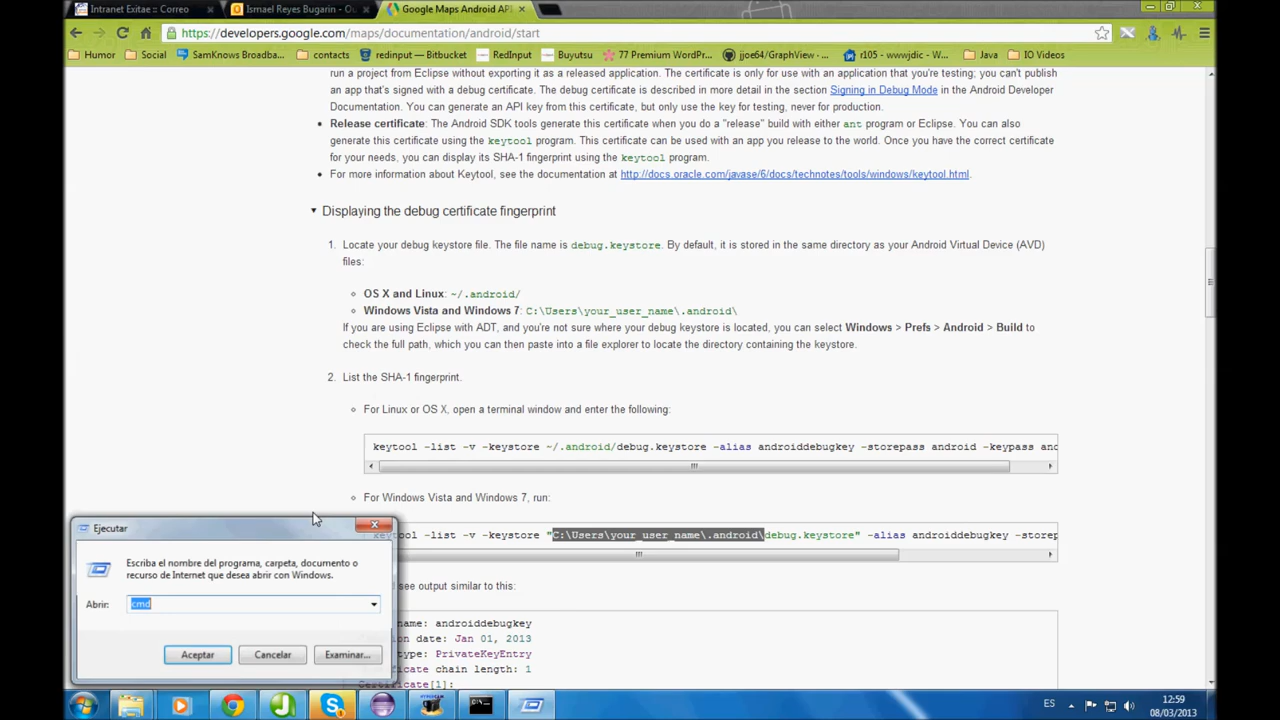 Intranet Exitae :: Correo
Ismael Reyes Bugarin - Ou
Google Maps Android API
https://developers.google.com/maps/documentation/android/start
Humor
Social
SamKnows Broadba...
contacts
redinput — Bitbucket
RedInput
Buyutsu
77 Premium WordPr...
jjoe64/GraphView · ...
r105 - wwwjdic - W...
Java
IO Videos
run a project from Eclipse without exporting it as a released application. The certificate is only for use with an application that you're testing; you can't publish
an app that's signed with a debug certificate. The debug certificate is described in more detail in the section Signing in Debug Mode in the Android Developer
Documentation. You can generate an API key from this certificate, but only use the key for testing, never for production.
Release certificate: The Android SDK tools generate this certificate when you do a "release" build with either ant program or Eclipse. You can also
generate this certificate using the keytool program. This certificate can be used with an app you release to the world. Once you have the correct certificate
for your needs, you can display its SHA-1 fingerprint using the keytool program.
For more information about Keytool, see the documentation at http://docs.oracle.com/javase/6/docs/technotes/tools/windows/keytool.html.
Displaying the debug certificate fingerprint
1. Locate your debug keystore file. The file name is debug.keystore. By default, it is stored in the same directory as your Android Virtual Device (AVD)
files:
OS X and Linux: ~/.android/
Windows Vista and Windows 7: C:\Users\your_user_name\.android\
If you are using Eclipse with ADT, and you're not sure where your debug keystore is located, you can select Windows > Prefs > Android > Build to
check the full path, which you can then paste into a file explorer to locate the directory containing the keystore.
2. List the SHA-1 fingerprint.
For Linux or OS X, open a terminal window and enter the following:
keytool -list -v -keystore ~/.android/debug.keystore -alias androiddebugkey -storepass android -keypass and
For Windows Vista and Windows 7, run:
keytool -list -v -keystore "C:\Users\your_user_name\.android\debug.keystore" -alias androiddebugkey -storep
see output similar to this:
name: androiddebugkey
ion date: Jan 01, 2013
type: PrivateKeyEntry
icate chain length: 1
Certificate[1]:
Ejecutar
Escriba el nombre del programa, carpeta, documento o
recurso de Internet que desea abrir con Windows.
Abrir: cmd
Aceptar
Cancelar
Examinar...
ES
12:59
08/03/2013